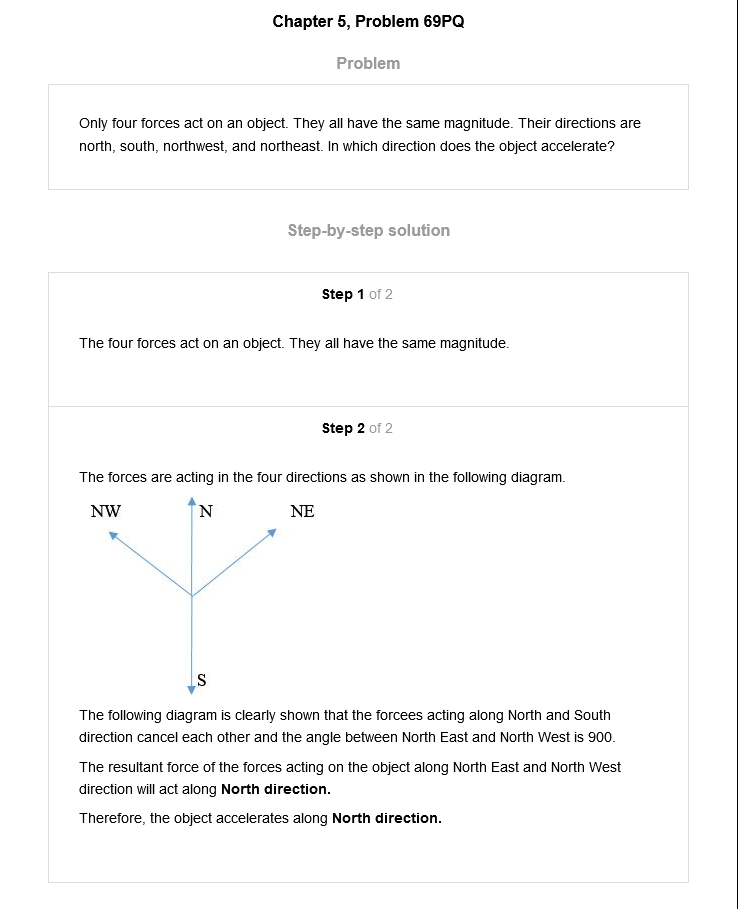 Chapter 5, Problem 69PQ
Problem
Only four forces act on an object. They all have the same magnitude. Their directions are
north, south, northwest, and northeast. In which direction does the object accelerate?
Step-by-step solution
Step 1 of 2
The four forces act on an object. They all have the same magnitude.
Step 2 of 2
The forces are acting in the four directions as shown in the following diagram.
NW N NE
S
The following diagram is clearly shown that the forcees acting along North and South
direction cancel each other and the angle between North East and North West is 900.
The resultant force of the forces acting on the object along North East and North West
direction will act along North direction.
Therefore, the object accelerates along North direction.